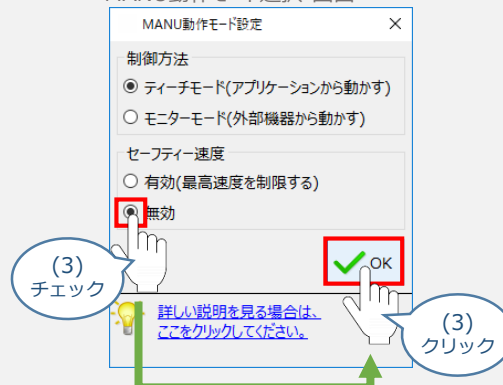 MANU動作モード設定
制御方法
ティーチモード(アプリケーションから動かす)
モニターモード(外部機器から動かす)
セーフティー速度
有効(最高速度を制限する)
無効
(3)
チェック
OK
詳しい説明を見る場合は、
ここをクリックしてください。
(3)
クリック